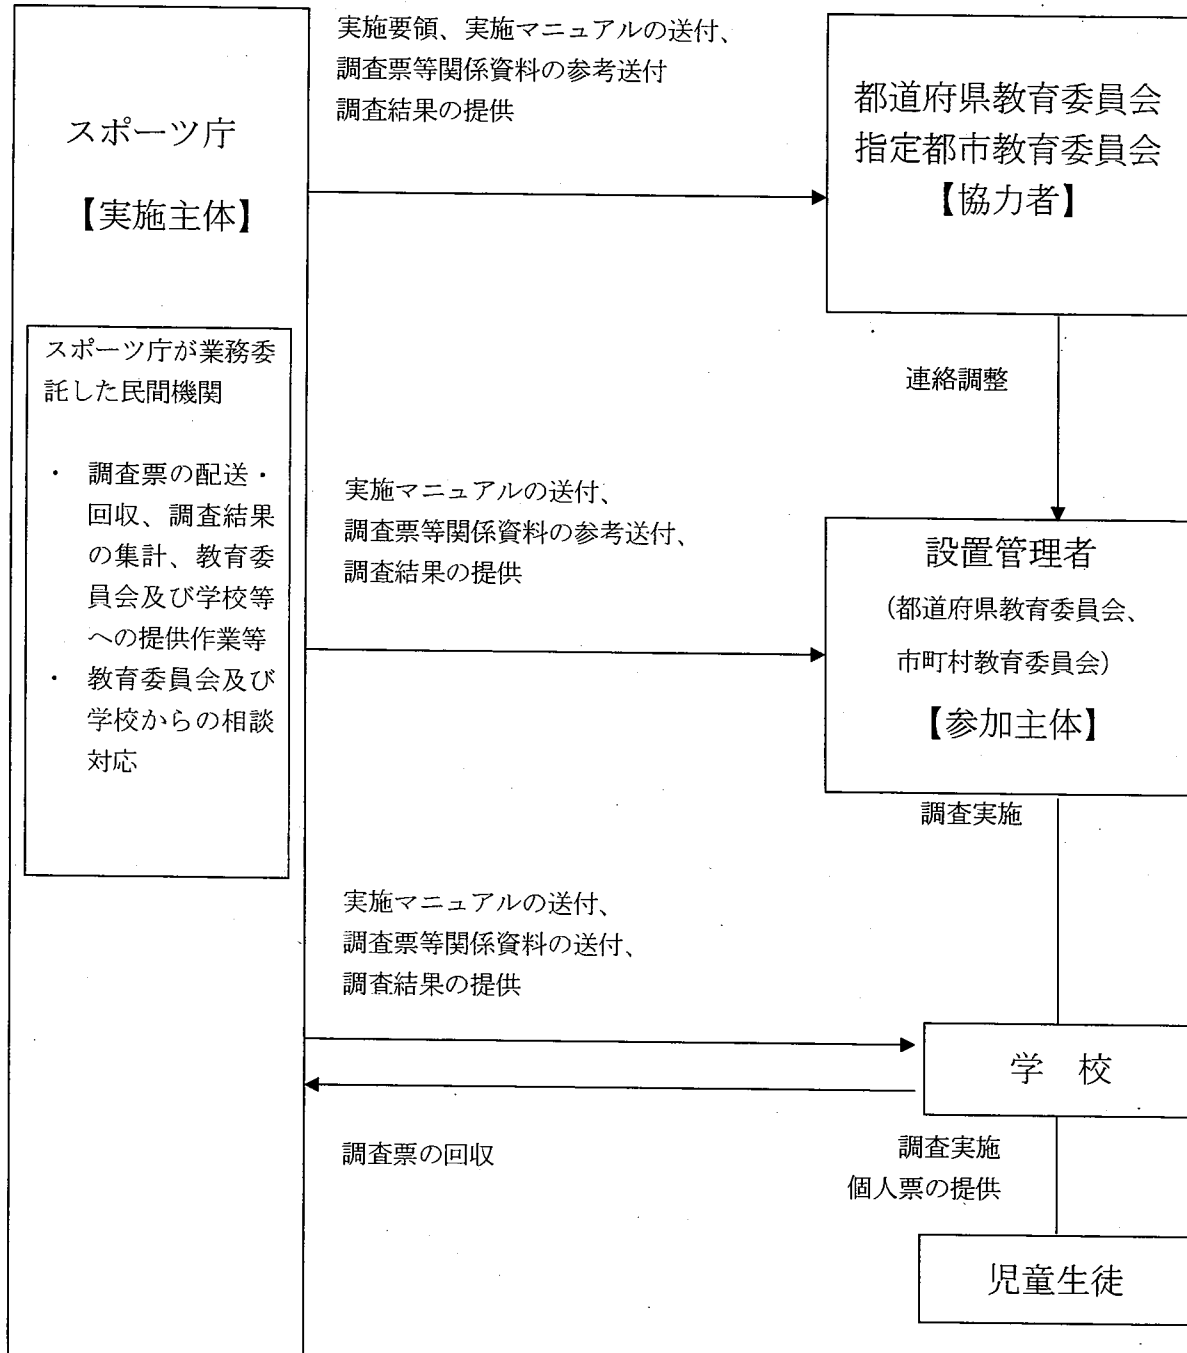 スポーツ庁
【実施主体】
スポーツ庁が業務委
託した民間機関
・ 調査票の配送・
回収、調査結果
の集計、教育委
員会及び学校等
への提供作業等
・ 教育委員会及び
学校からの相談
対応
実施要領、実施マニュアルの送付、
調査票等関係資料の参考送付
調査結果の提供
都道府県教育委員会
指定都市教育委員会
【協力者】
連絡調整
実施マニュアルの送付、
調査票等関係資料の参考送付、
調査結果の提供
設置管理者
（都道府県教育委員会、
市町村教育委員会）
【参加主体】
調査実施
実施マニュアルの送付、
調査票等関係資料の送付、
調査結果の提供
学 校
調査票の回収
調査実施
個人票の提供
児童生徒